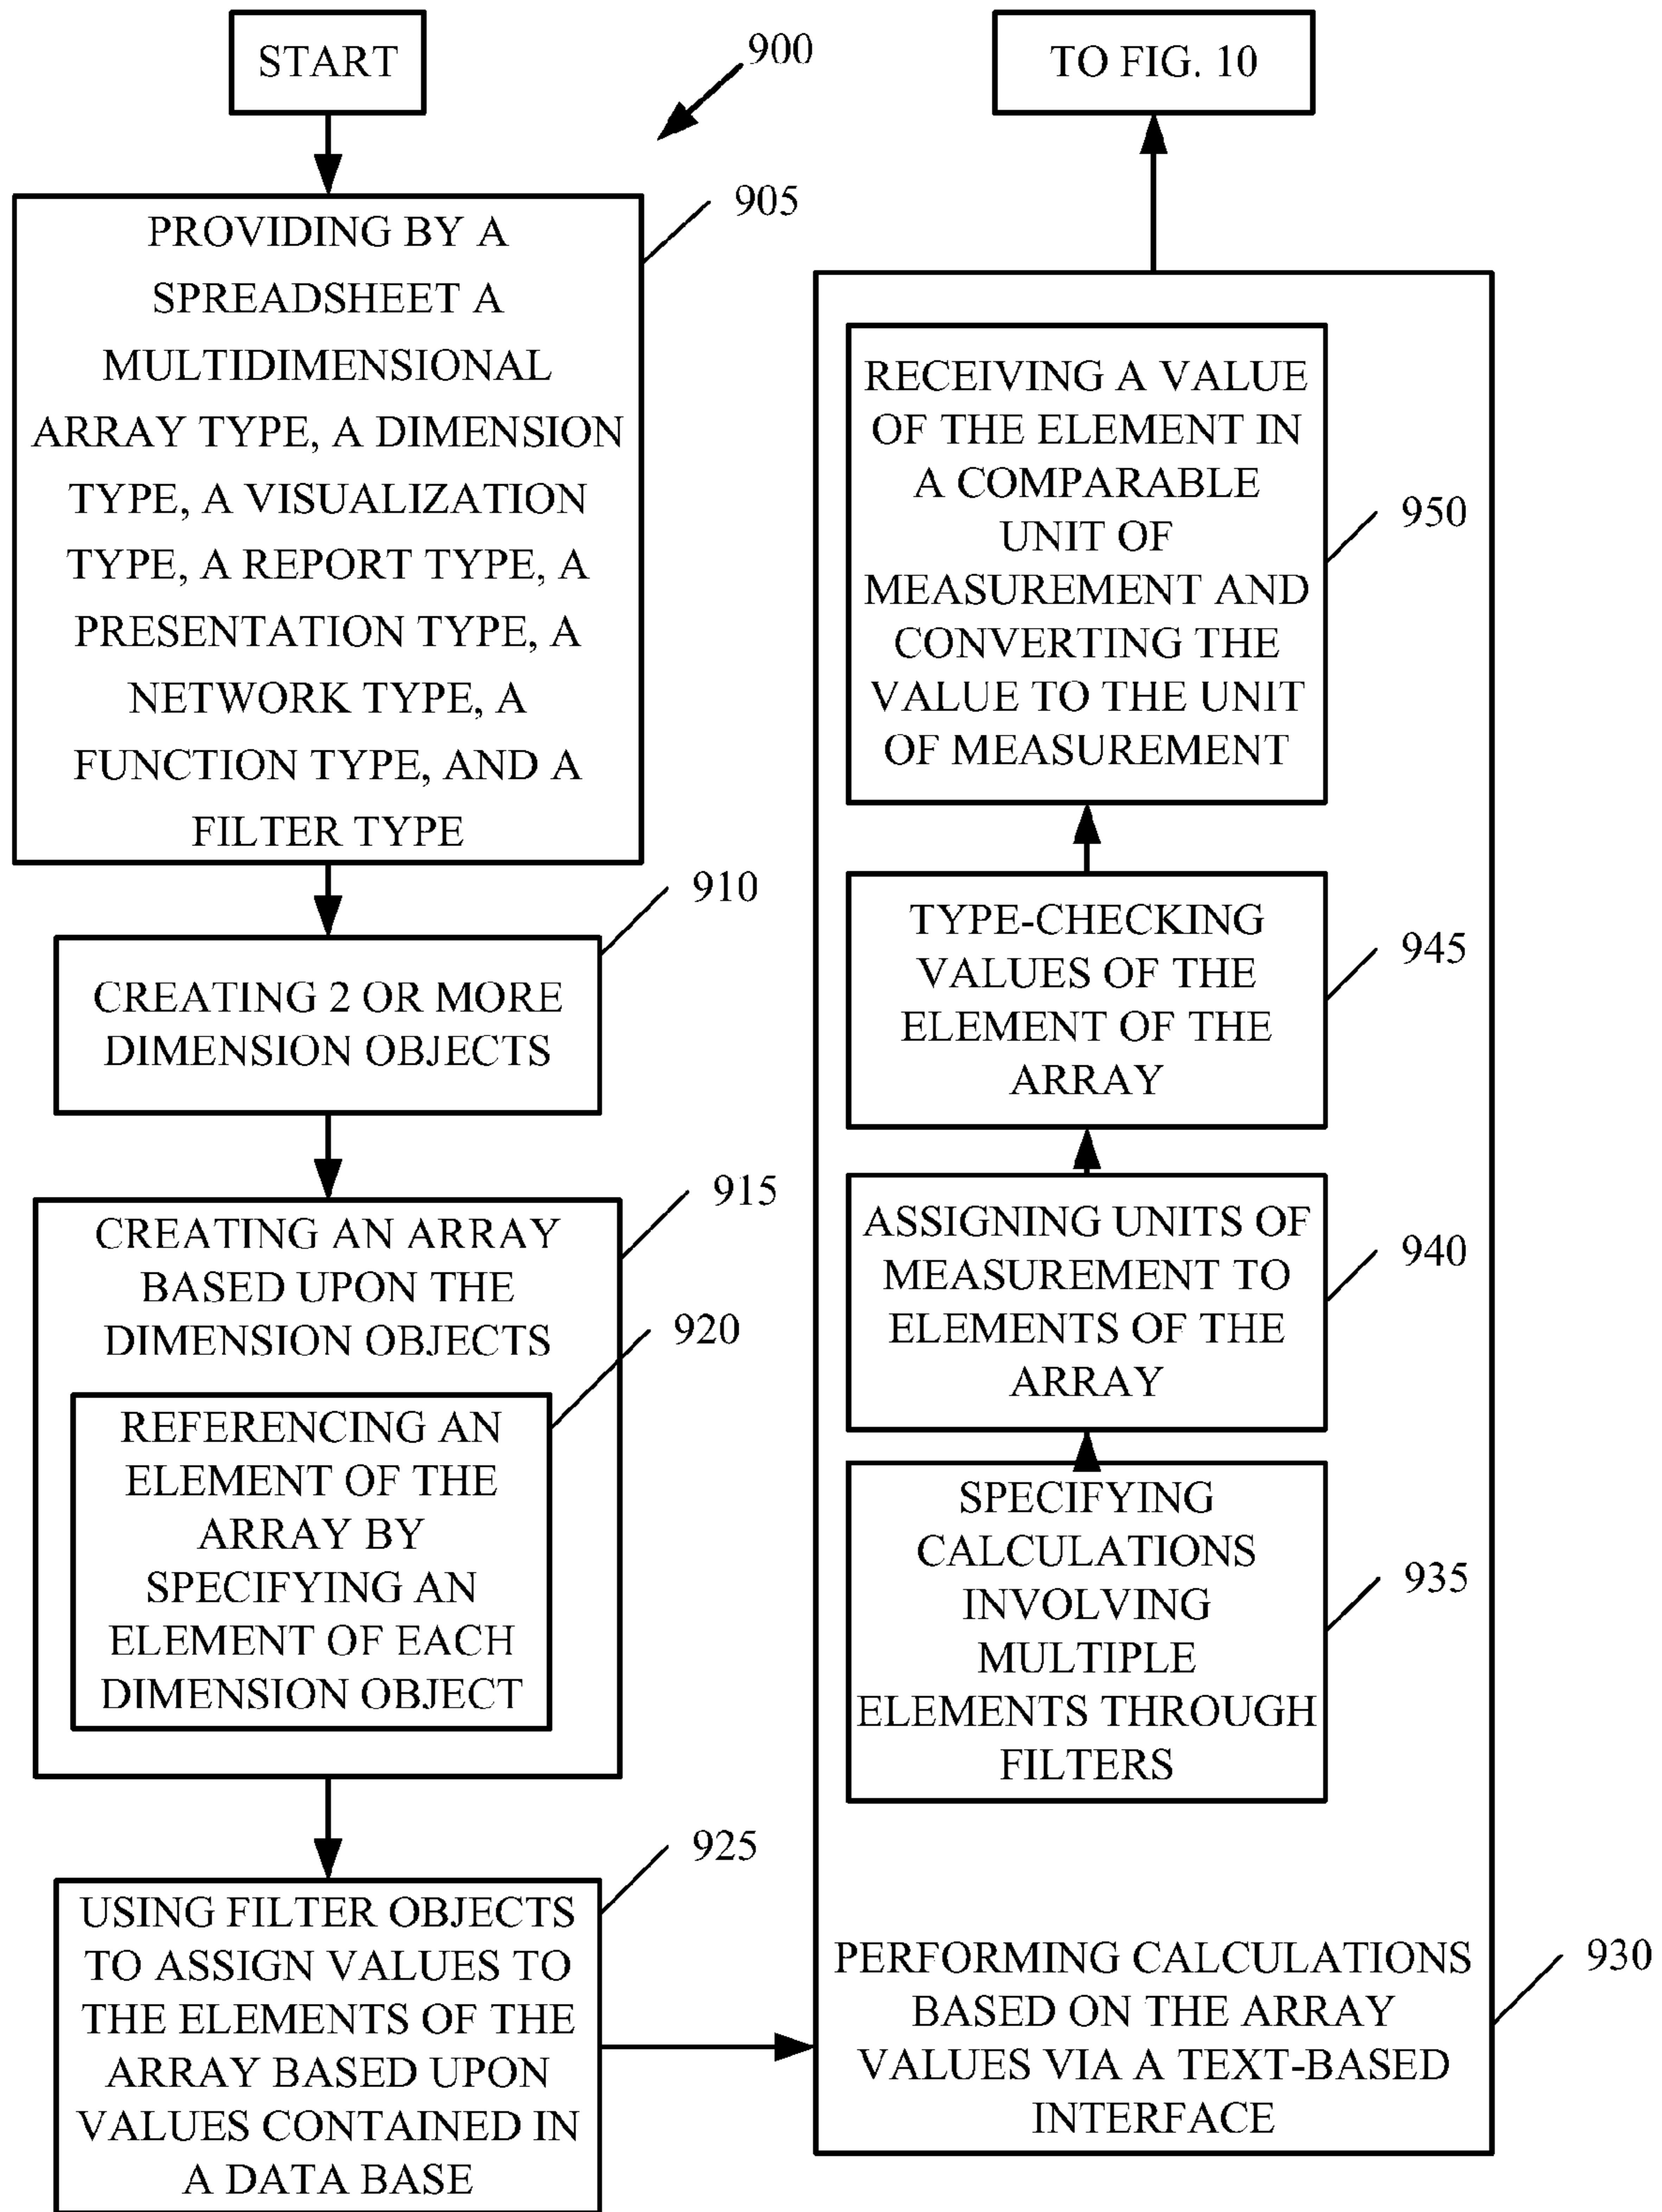 START
900
905
PROVIDING BY A
SPREADSHEET A
MULTIDIMENSIONAL
ARRAY TYPE, A DIMENSION
TYPE, A VISUALIZATION
TYPE, A REPORT TYPE, A
PRESENTATION TYPE, A
NETWORK TYPE, A
FUNCTION TYPE, AND A
FILTER TYPE
910
CREATING 2 OR MORE
DIMENSION OBJECTS
915
CREATING AN ARRAY
BASED UPON THE
DIMENSION OBJECTS
920
REFERENCING AN
ELEMENT OF THE
ARRAY BY
SPECIFYING AN
ELEMENT OF EACH
DIMENSION OBJECT
925
USING FILTER OBJECTS
TO ASSIGN VALUES TO
THE ELEMENTS OF THE
ARRAY BASED UPON
VALUES CONTAINED IN
A DATA BASE
TO FIG. 10
RECEIVING A VALUE
OF THE ELEMENT IN
A COMPARABLE
UNIT OF
MEASUREMENT AND
CONVERTING THE
VALUE TO THE UNIT
OF MEASUREMENT
950
TYPE-CHECKING
VALUES OF THE
ELEMENT OF THE
ARRAY
945
ASSIGNING UNITS OF
MEASUREMENT TO
ELEMENTS OF THE
ARRAY
940
SPECIFYING
CALCULATIONS
INVOLVING
MULTIPLE
ELEMENTS THROUGH
FILTERS
935
PERFORMING CALCULATIONS
BASED ON THE ARRAY
VALUES VIA A TEXT-BASED
INTERFACE
930